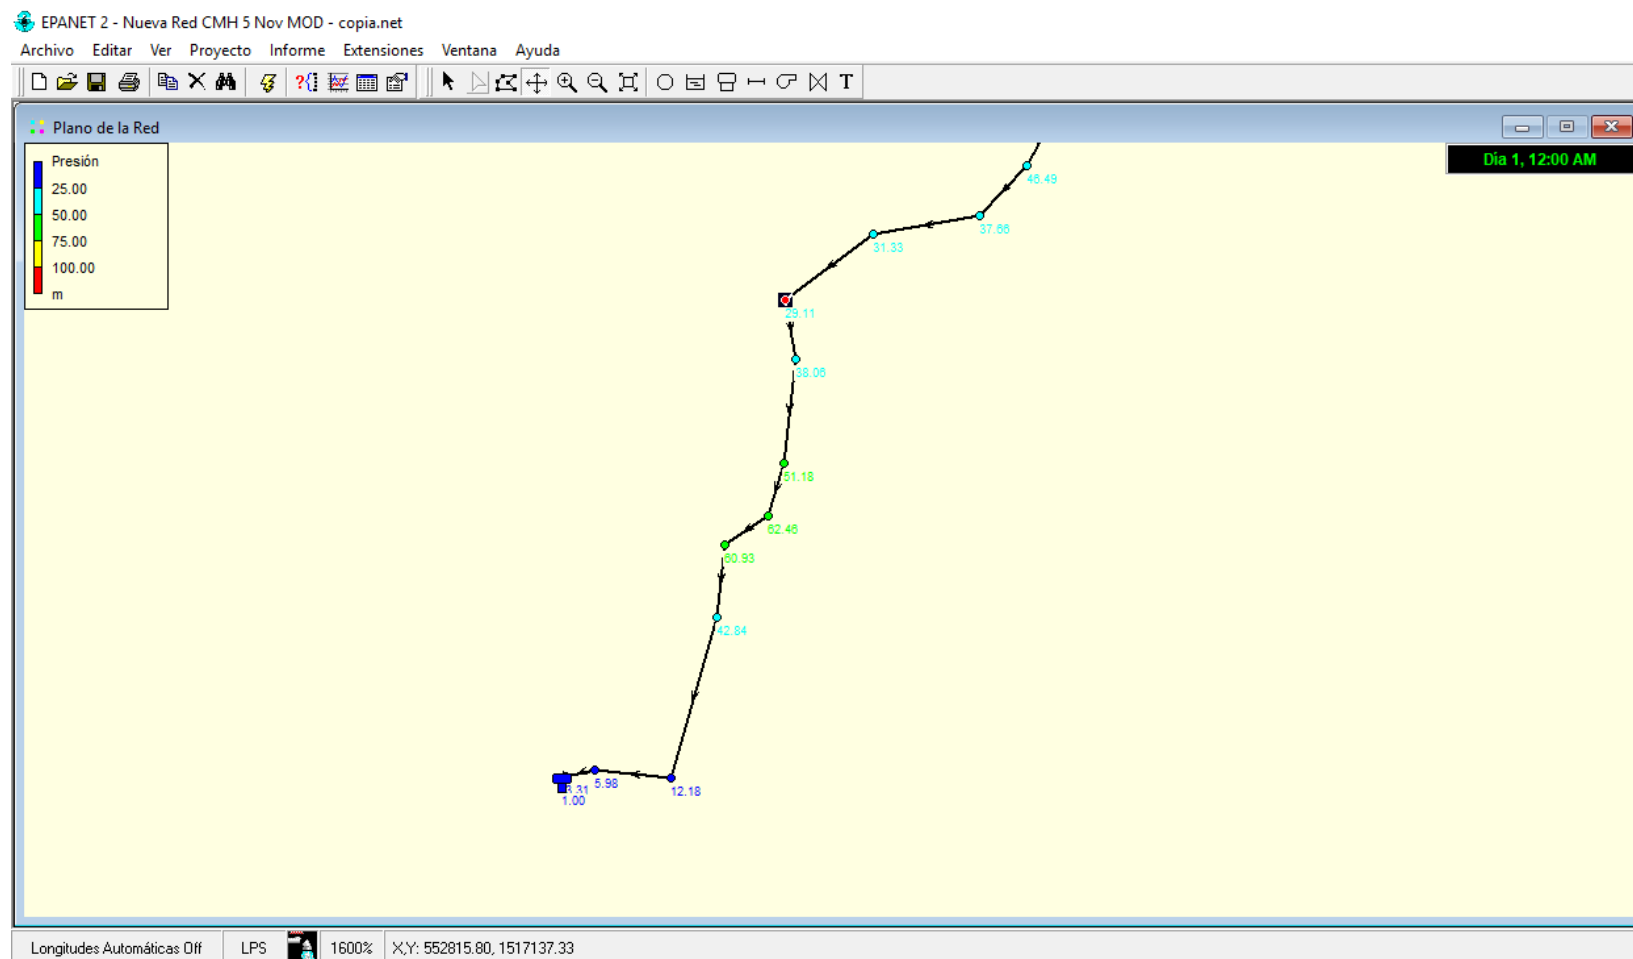 EPANET 2 - Nueva Red CMH 5 Nov MOD - copia.net
Archivo Editar Ver Proyecto Informe Extensiones Ventana Ayuda
T
Plano de la Red
Presión
25.00
50.00
75.00
100.00
m
Día 1, 12:00 AM
46.49
37.66
31.33
29.11
38.06
51.18
62.46
60.93
42.84
12.18
5.98
3.31
1.00
Longitudes Automáticas Off LPS 1600% X,Y: 552815.80, 1517137.33